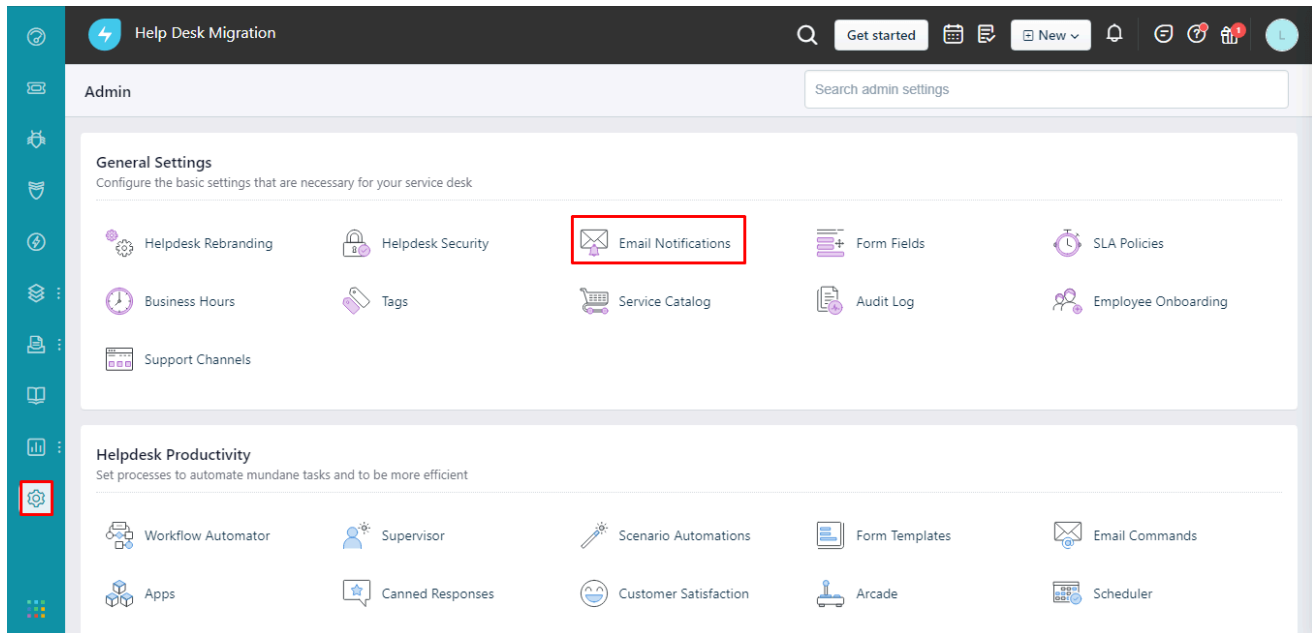 Help Desk Migration
Get started
New
1
L
Admin
Search admin settings
General Settings
Configure the basic settings that are necessary for your service desk
Helpdesk Rebranding
Helpdesk Security
Email Notifications
Form Fields
SLA Policies
Business Hours
Tags
Service Catalog
Audit Log
Employee Onboarding
Support Channels
Helpdesk Productivity
Set processes to automate mundane tasks and to be more efficient
Workflow Automator
Supervisor
Scenario Automations
Form Templates
Email Commands
Apps
Canned Responses
Customer Satisfaction
Arcade
Scheduler